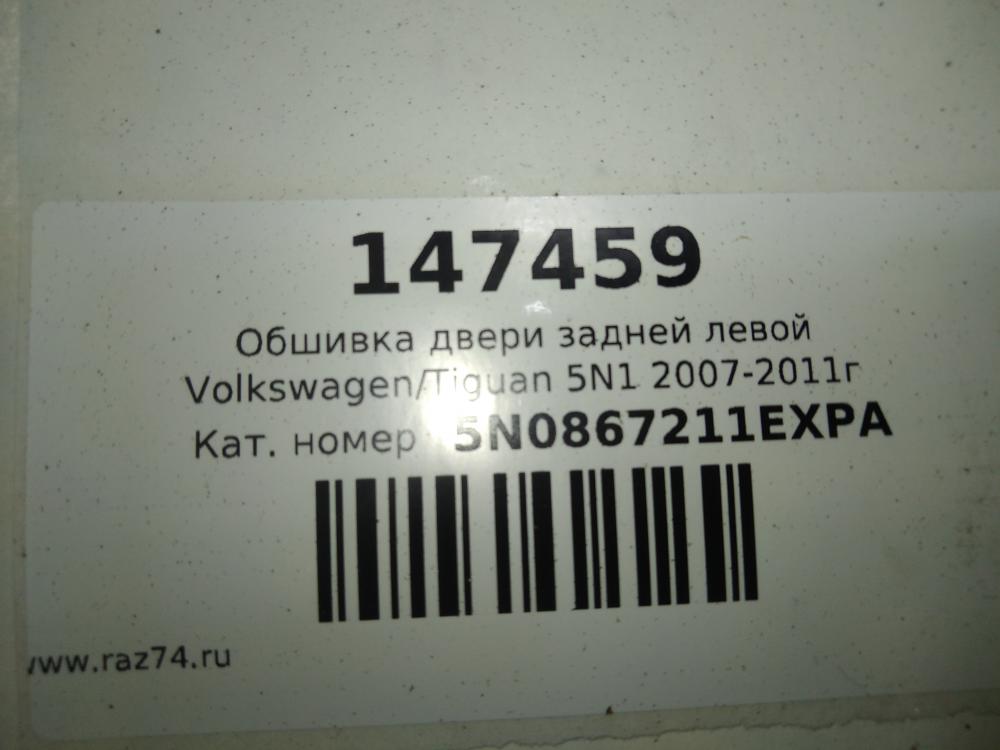 147459
Обшивка двери задней левой
Volkswagen/Tiguan 5N1 2007-2011г
Кат. номер 5N0867211EXPA
www.raz74.ru